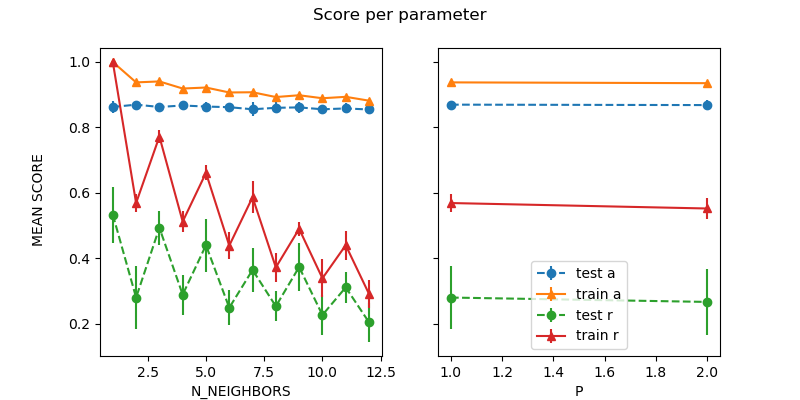 Score per parameter
MEAN SCORE
1.0
0.8
0.6
0.4
0.2
2.5 5.0 7.5 10.0 12.5
N_NEIGHBORS
1.0 1.2 1.4 1.6 1.8 2.0
P
test a
train a
test r
train r